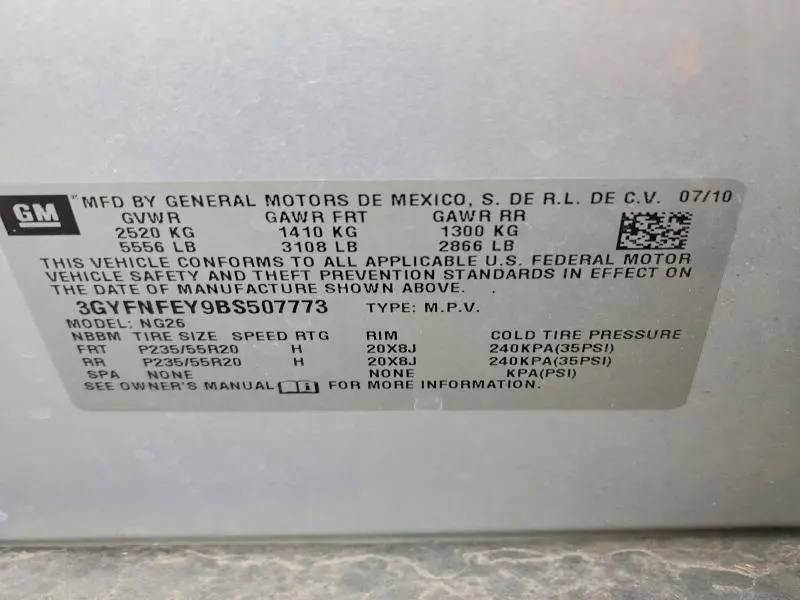 GM
MFD BY GENERAL MOTORS DE MEXICO, S. DE R.L. DE C.V. 07/10
GVWR GAWR FRT GAWR RR
2520 KG 1410 KG 1300 KG
5556 LB 3108 LB 2866 LB
THIS VEHICLE CONFORMS TO ALL APPLICABLE U.S. FEDERAL MOTOR
VEHICLE SAFETY AND THEFT PREVENTION STANDARDS IN EFFECT ON
THE DATE OF MANUFACTURE SHOWN ABOVE.
3GYFNFEY9BS507773 TYPE: M.P.V.
MODEL: NG26
NBBM TIRE SIZE SPEED RTG RIM COLD TIRE PRESSURE
FRT P235/55R20 H 20X8J 240KPA(35PSI)
RR P235/55R20 H 20X8J 240KPA(35PSI)
SPA NONE NONE KPA(PSI)
SEE OWNER'S MANUAL FOR MORE INFORMATION.